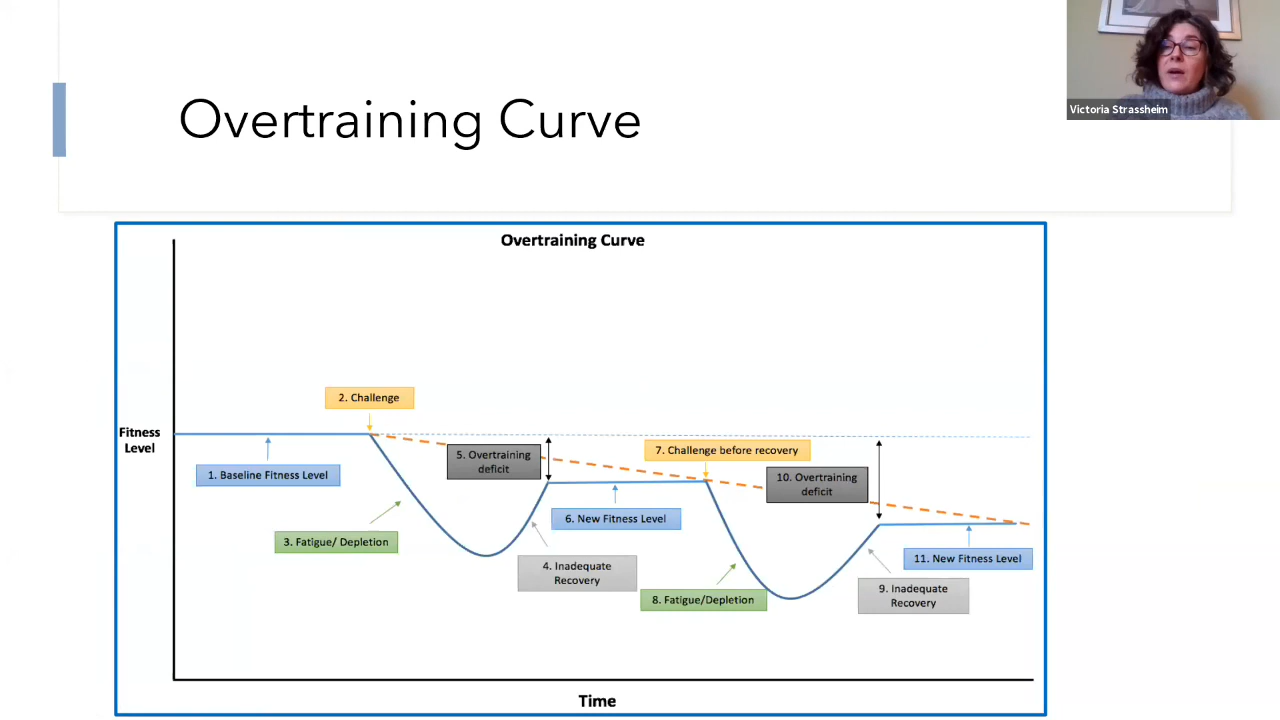 Overtraining Curve
Victoria Strassheim
Overtraining Curve
Fitness
Level
2. Challenge
1. Baseline Fitness Level
3. Fatigue/ Depletion
5. Overtraining
deficit
4. Inadequate
Recovery
6. New Fitness Level
7. Challenge before recovery
8. Fatigue/Depletion
10. Overtraining
deficit
9. Inadequate
Recovery
11. New Fitness Level
Time